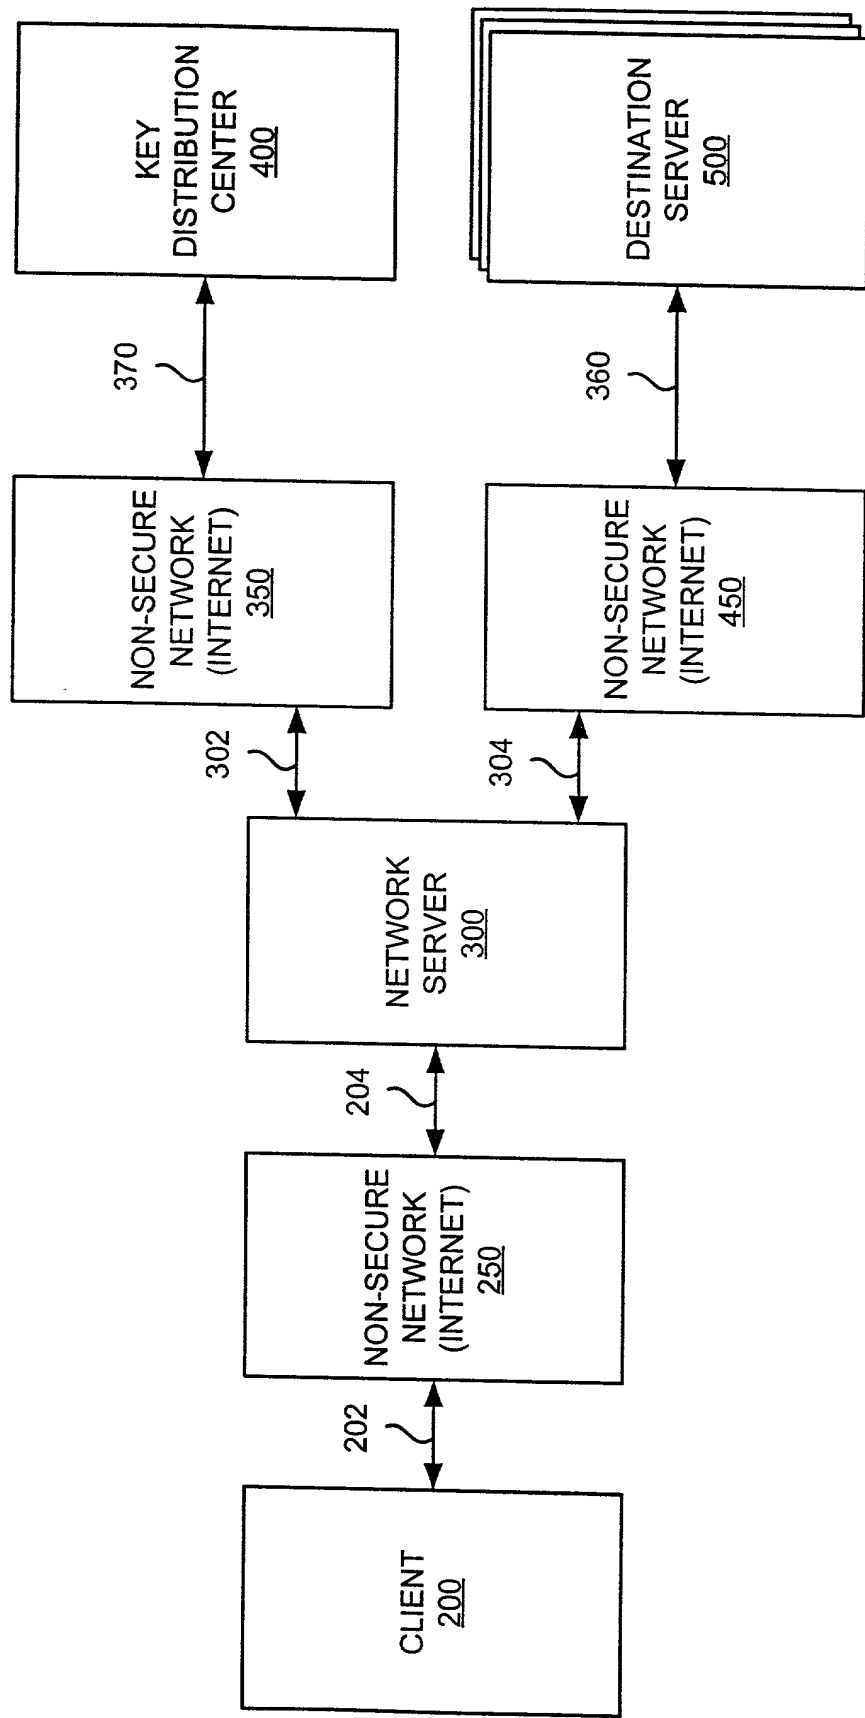 CLIENT
200
202
NON-SECURE
NETWORK
(INTERNET)
250
204
NETWORK
SERVER
300
302
NON-SECURE
NETWORK
(INTERNET)
350
370
KEY
DISTRIBUTION
CENTER
400
304
NON-SECURE
NETWORK
(INTERNET)
450
360
DESTINATION
SERVER
500